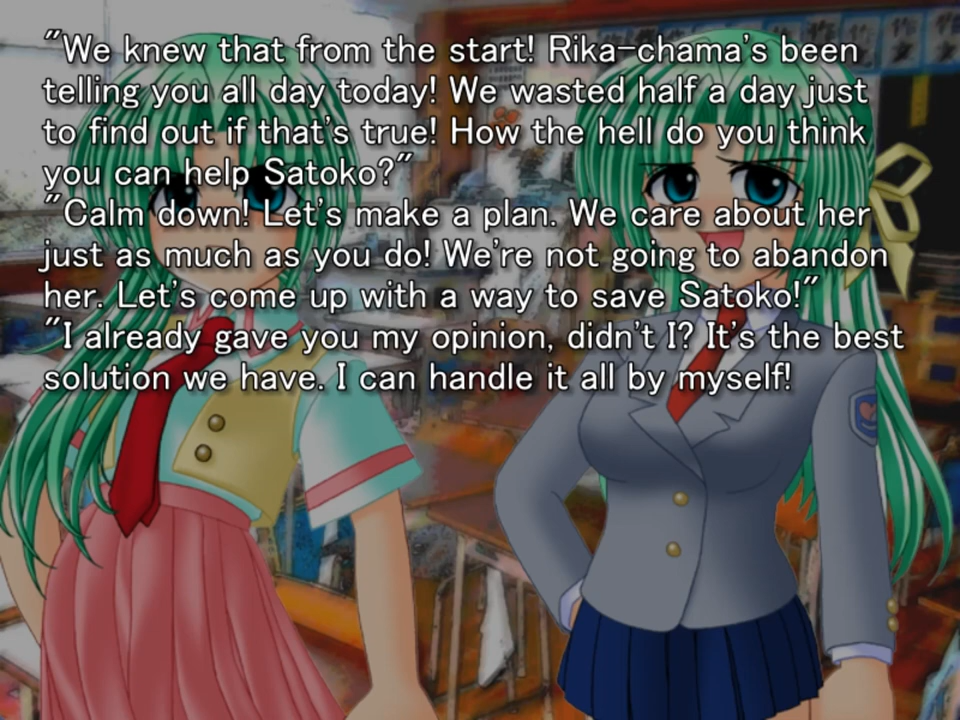 "We knew that from the start! Rika-chama's been
telling you all day today! We wasted half a day just
to find out if that's true! How the hell do you think
you can help Satoko?"
"Calm down! Let's make a plan. We care about her
just as much as you do! We're not going to abandon
her. Let's come up with a way to save Satoko!"
"I already gave you my opinion, didn't I? It's the best
solution we have. I can handle it all by myself!